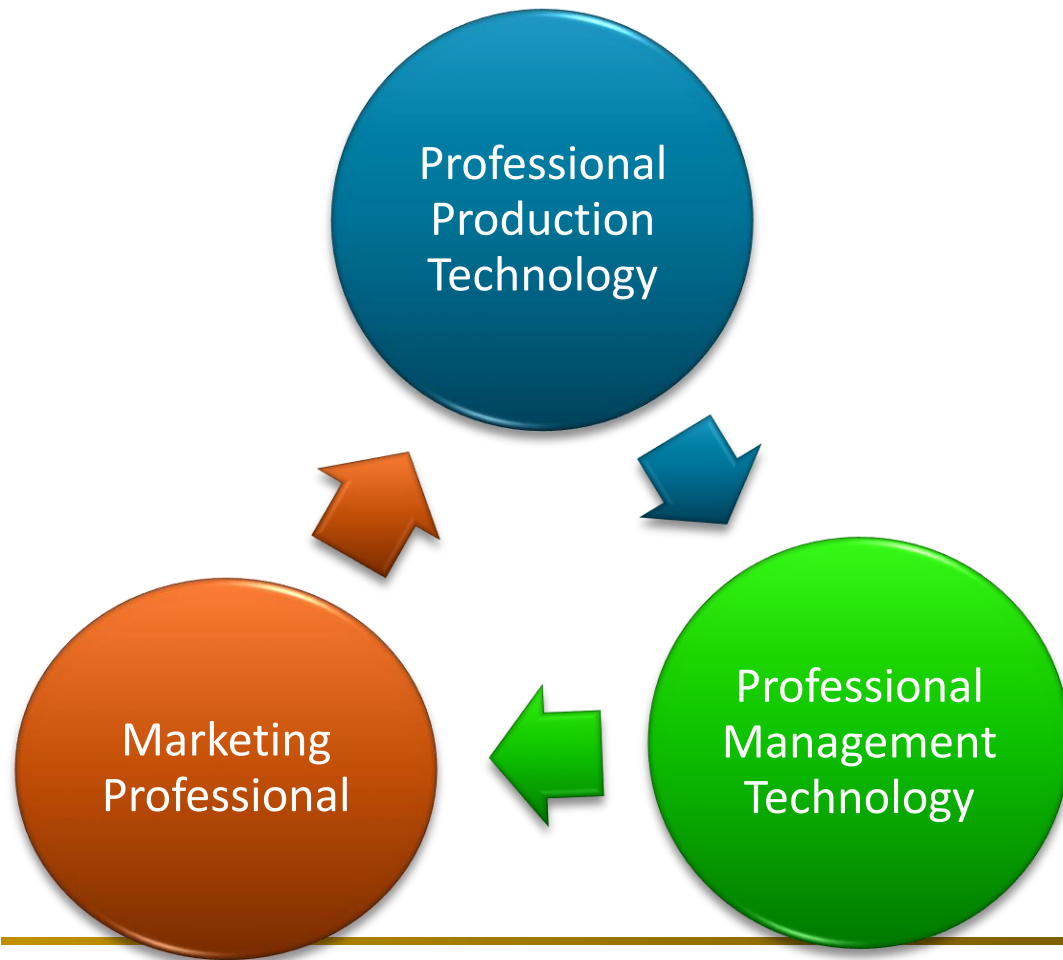 Professional
Production
Technology
Professional
Management
Technology
Marketing
Professional